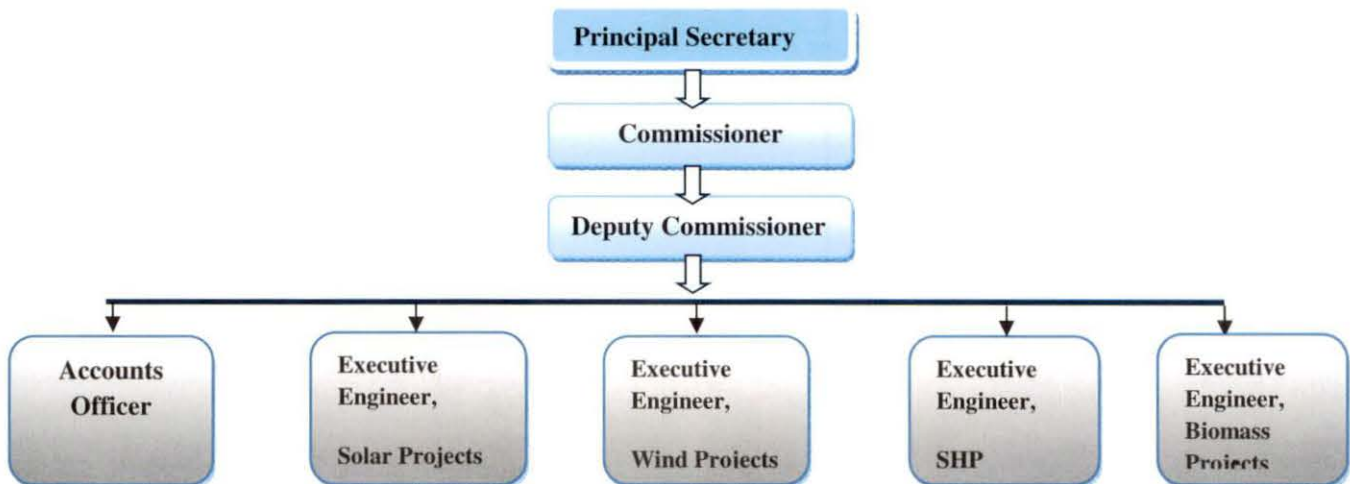 Principal Secretary
Commissioner
Deputy Commissioner
Accounts
Officer
Executive
Engineer,
Solar Projects
Executive
Engineer,
Wind Projects
Executive
Engineer,
SHP
Executive
Engineer,
Biomass
Projects